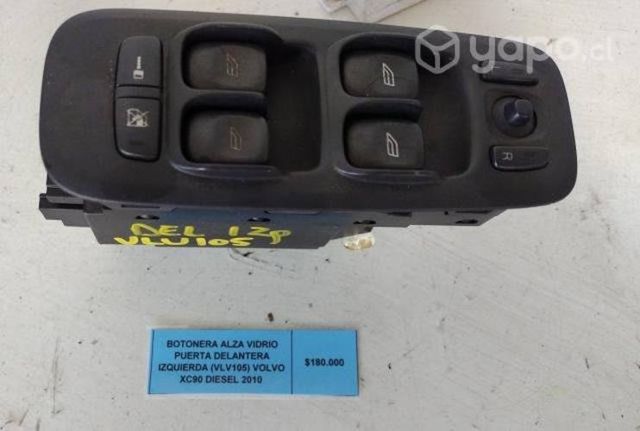 yapo.cl
R
DEL IZq
VLV105
BOTONERA ALZA VIDRIO
PUERTA DELANTERA
IZQUIERDA (VLV105) VOLVO
XC90 DIESEL 2010
$180.000